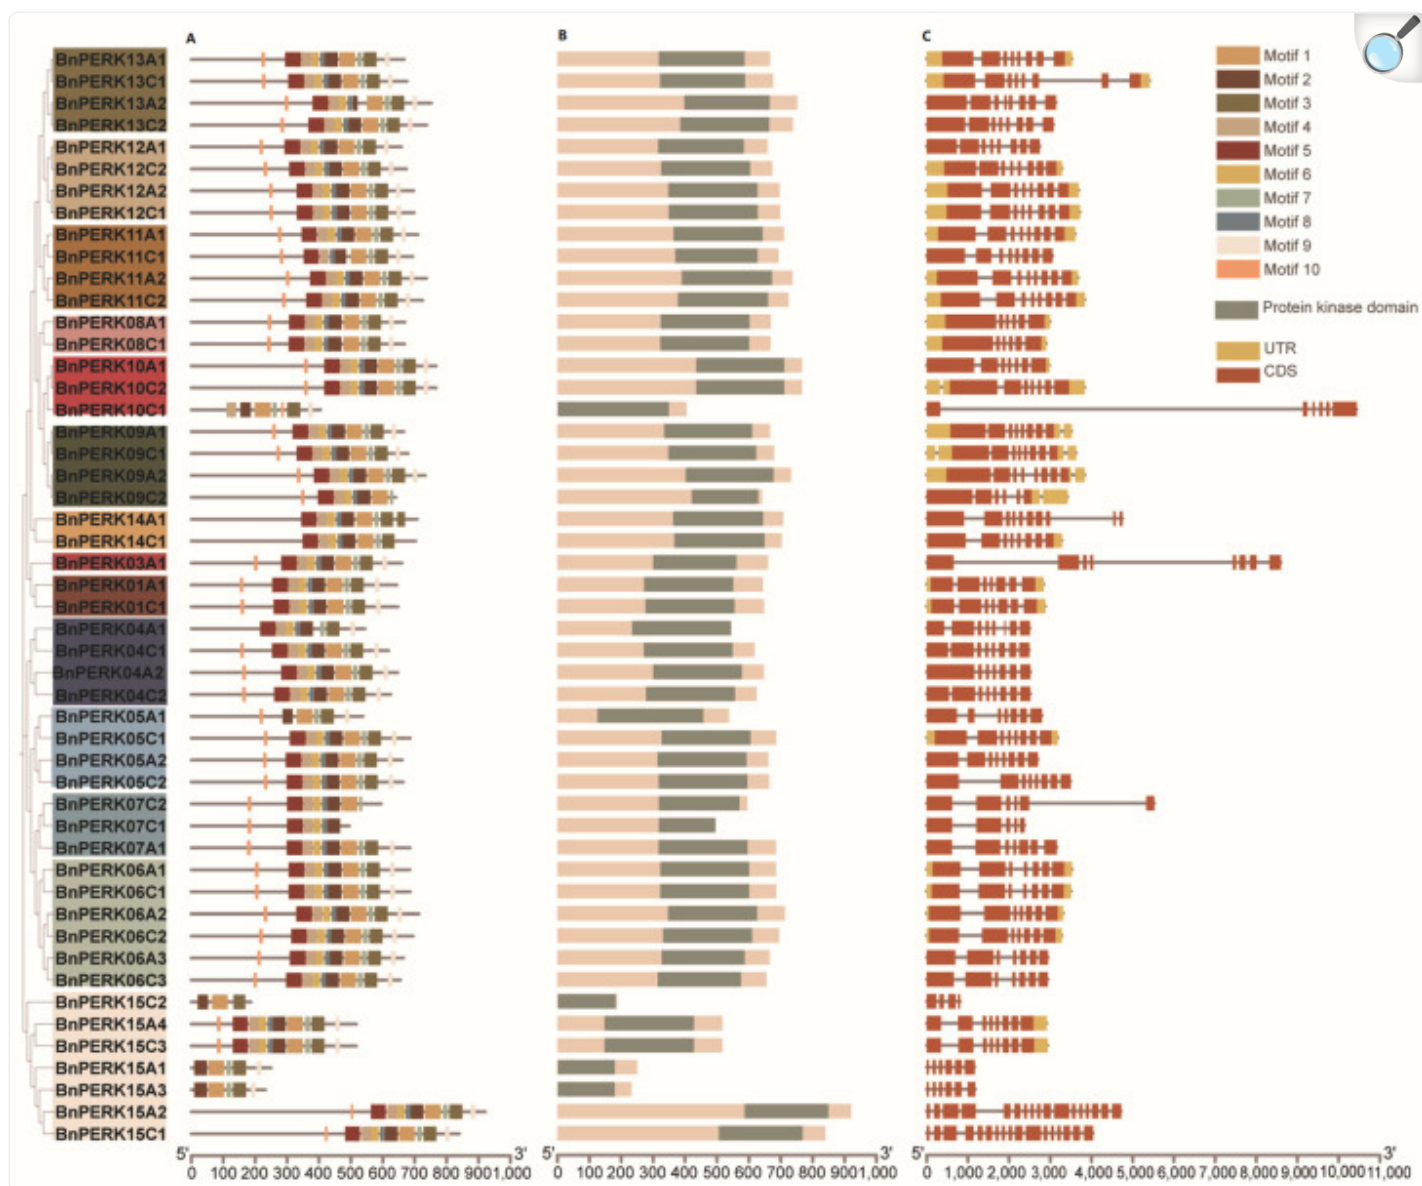 A B C
BnPERK13A1
BnPERK13C1
BnPERK13A2
BnPERK13C2
BnPERK12A1
BnPERK12C2
BnPERK12A2
BnPERK12C1
BnPERK11A1
BnPERK11C1
BnPERK11A2
BnPERK11C2
BnPERK08A1
BnPERK08C1
BnPERK10A1
BnPERK10C2
BnPERK10C1
BnPERK09A1
BnPERK09C1
BnPERK09A2
BnPERK09C2
BnPERK14A1
BnPERK14C1
BnPERK03A1
BnPERK01A1
BnPERK01C1
BnPERK04A1
BnPERK04C1
BnPERK04A2
BnPERK04C2
BnPERK05A1
BnPERK05C1
BnPERK05A2
BnPERK05C2
BnPERK07C2
BnPERK07C1
BnPERK07A1
BnPERK06A1
BnPERK06C1
BnPERK06A2
BnPERK06C2
BnPERK06A3
BnPERK06C3
BnPERK15C2
BnPERK15A4
BnPERK15C3
BnPERK15A1
BnPERK15A3
BnPERK15A2
BnPERK15C1
Motif 1
Motif 2
Motif 3
Motif 4
Motif 5
Motif 6
Motif 7
Motif 8
Motif 9
Motif 10
Protein kinase domain
UTR
CDS
5' 3' 5' 3' 5' 3'
0 100 200 300 400 500 600 700 800 900 1,000
0 100 200 300 400 500 600 700 800 900 1,000
0 1,000 2,000 3,000 4,000 5,000 6,000 7,000 8,000 9,000 10,000 11,000